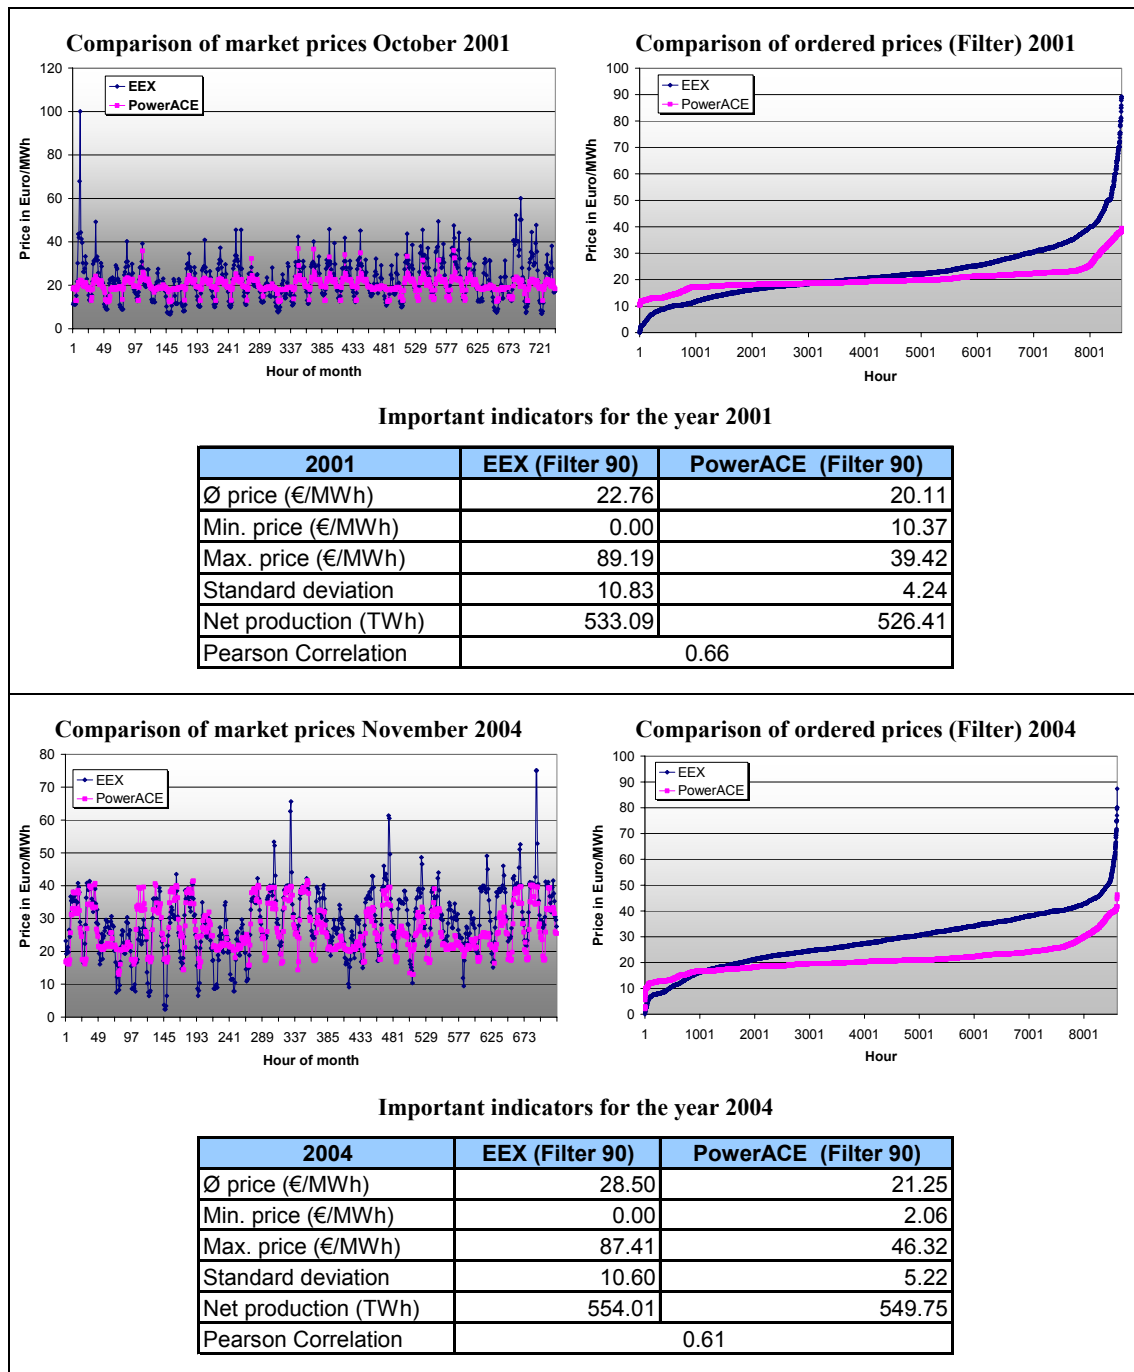 Comparison of market prices October 2001
120
100
80
60
40
20
0
Price in Euro/MWh
EEX
PowerACE
1 49 97 145 193 241 289 337 385 433 481 529 577 625 673 721
Hour of month
Comparison of ordered prices (Filter) 2001
100
90
80
70
60
50
40
30
20
10
0
Price in Euro/MWh
EEX
PowerACE
1 1001 2001 3001 4001 5001 6001 7001 8001
Hour
Important indicators for the year 2001
2001 EEX (Filter 90) PowerACE (Filter 90)
Ø price (€/MWh) 22.76 20.11
Min. price (€/MWh) 0.00 10.37
Max. price (€/MWh) 89.19 39.42
Standard deviation 10.83 4.24
Net production (TWh) 533.09 526.41
Pearson Correlation 0.66
Comparison of market prices November 2004
80
70
60
50
40
30
20
10
0
Price in Euro/MWh
EEX
PowerACE
1 49 97 145 193 241 289 337 385 433 481 529 577 625 673
Hour of month
Comparison of ordered prices (Filter) 2004
100
90
80
70
60
50
40
30
20
10
0
Price in Euro/MWh
EEX
PowerACE
1 1001 2001 3001 4001 5001 6001 7001 8001
Hour
Important indicators for the year 2004
2004 EEX (Filter 90) PowerACE (Filter 90)
Ø price (€/MWh) 28.50 21.25
Min. price (€/MWh) 0.00 2.06
Max. price (€/MWh) 87.41 46.32
Standard deviation 10.60 5.22
Net production (TWh) 554.01 549.75
Pearson Correlation 0.61